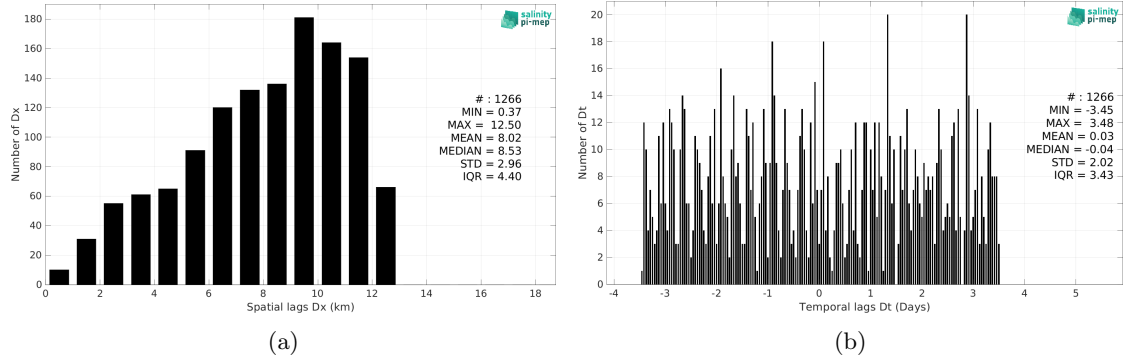 salinity
pi-mep
Number of Dx
180
160
140
120
100
80
60
40
20
0
# : 1266
MIN = 0.37
MAX = 12.50
MEAN = 8.02
MEDIAN = 8.53
STD = 2.96
IQR = 4.40
0 2 4 6 8 10 12 14 16 18
Spatial lags Dx (km)
(a)
salinity
pi-mep
Number of Dt
20
18
16
14
12
10
8
6
4
2
0
# : 1266
MIN = -3.45
MAX = 3.48
MEAN = 0.03
MEDIAN = -0.04
STD = 2.02
IQR = 3.43
-4 -3 -2 -1 0 1 2 3 4 5
Temporal lags Dt (Days)
(b)